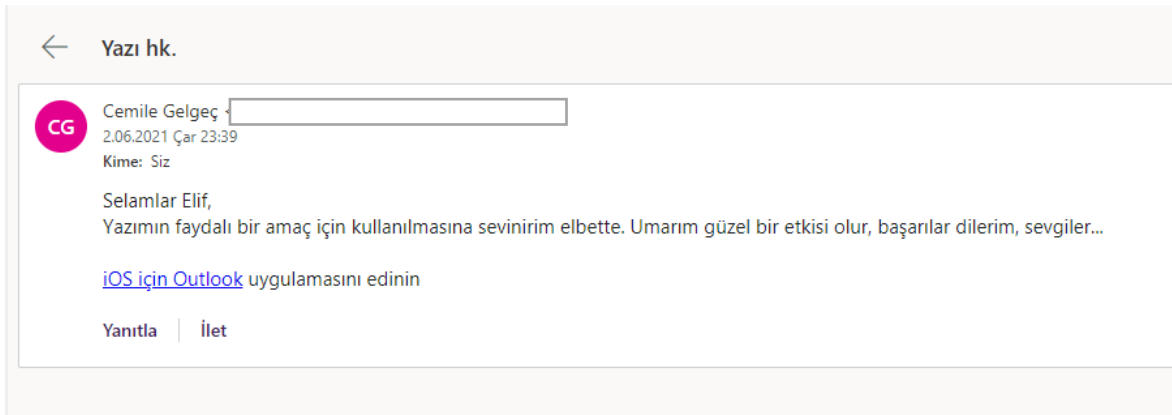 Yazı hk.
CG
Cemile Gelgeç <
2.06.2021 Çar 23:39
Kime: Siz
Selamlar Elif,
Yazımın faydalı bir amaç için kullanılmasına sevinirim elbette. Umarım güzel bir etkisi olur, başarılar dilerim, sevgiler...
iOS için Outlook uygulamasını edinin
Yanıtla İlet